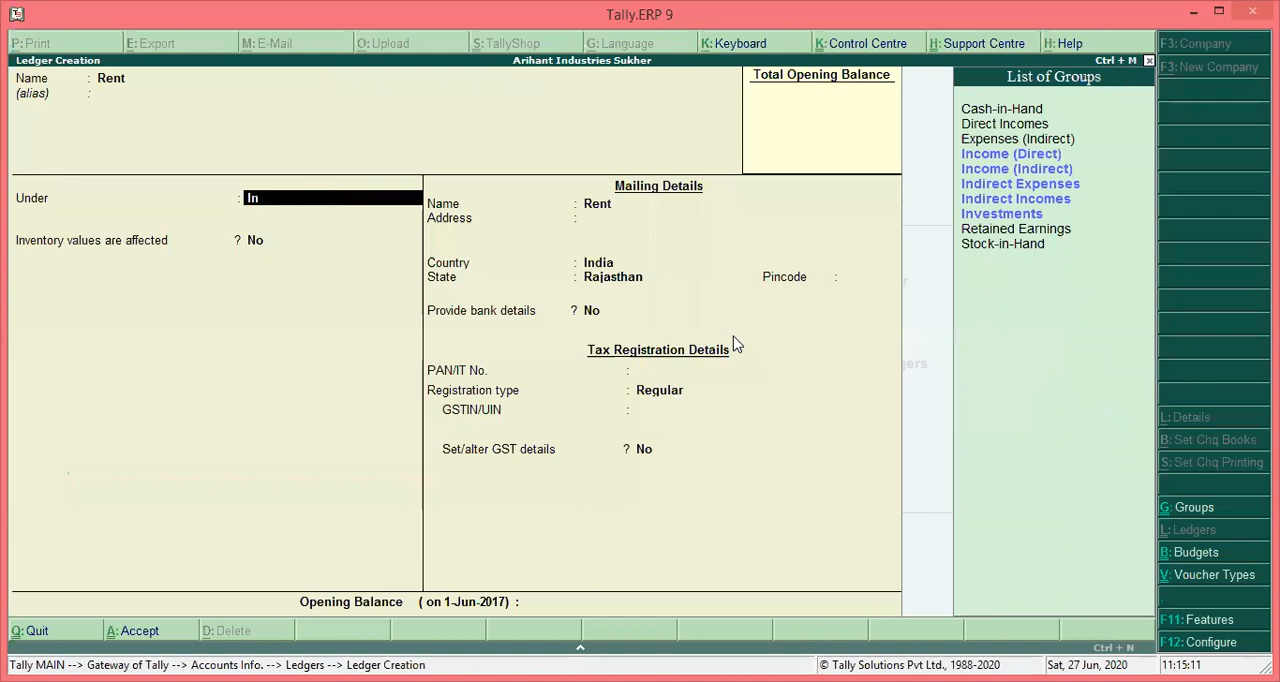 Tally.ERP 9
P: Print E: Export M: E-Mail O: Upload S: TallyShop G: Language K: Keyboard K: Control Centre H: Support Centre H: Help F3: Company
Ledger Creation Arihant Industries Sukher Ctrl + M
F3: New Company
Name : Rent
(alias) :
Total Opening Balance
List of Groups
Cash-in-Hand
Direct Incomes
Expenses (Indirect)
Income (Direct)
Income (Indirect)
Indirect Expenses
Indirect Incomes
Investments
Retained Earnings
Stock-in-Hand
Under : In
Inventory values are affected ? No
Mailing Details
Name : Rent
Address :
Country : India
State : Rajasthan Pincode :
Provide bank details ? No
Tax Registration Details
PAN/IT No. :
Registration type : Regular
GSTIN/UIN :
Set/alter GST details ? No
gers
L: Details
B: Set Chq Books
S: Set Chq Printing
G: Groups
L: Ledgers
B: Budgets
V: Voucher Types
F11: Features
F12: Configure
Opening Balance ( on 1-Jun-2017) :
Q: Quit A: Accept D: Delete
Ctrl + N
Tally MAIN --> Gateway of Tally --> Accounts Info. --> Ledgers --> Ledger Creation © Tally Solutions Pvt Ltd., 1988-2020 Sat, 27 Jun, 2020 11:15:11